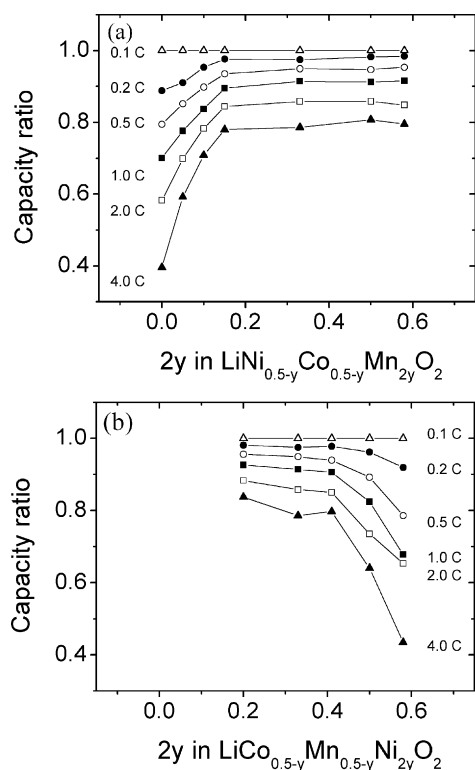 (a)
1.0
0.8
0.6
0.4
Capacity ratio
0.1 C
0.2 C
0.5 C
1.0 C
2.0 C
4.0 C
0.0 0.2 0.4 0.6
2y in LiNi0.5-yCo0.5-yMn2yO2
(b)
1.0
0.8
0.6
0.4
Capacity ratio
0.1 C
0.2 C
0.5 C
1.0 C
2.0 C
4.0 C
0.0 0.2 0.4 0.6
2y in LiCo0.5-yMn0.5-yNi2yO2